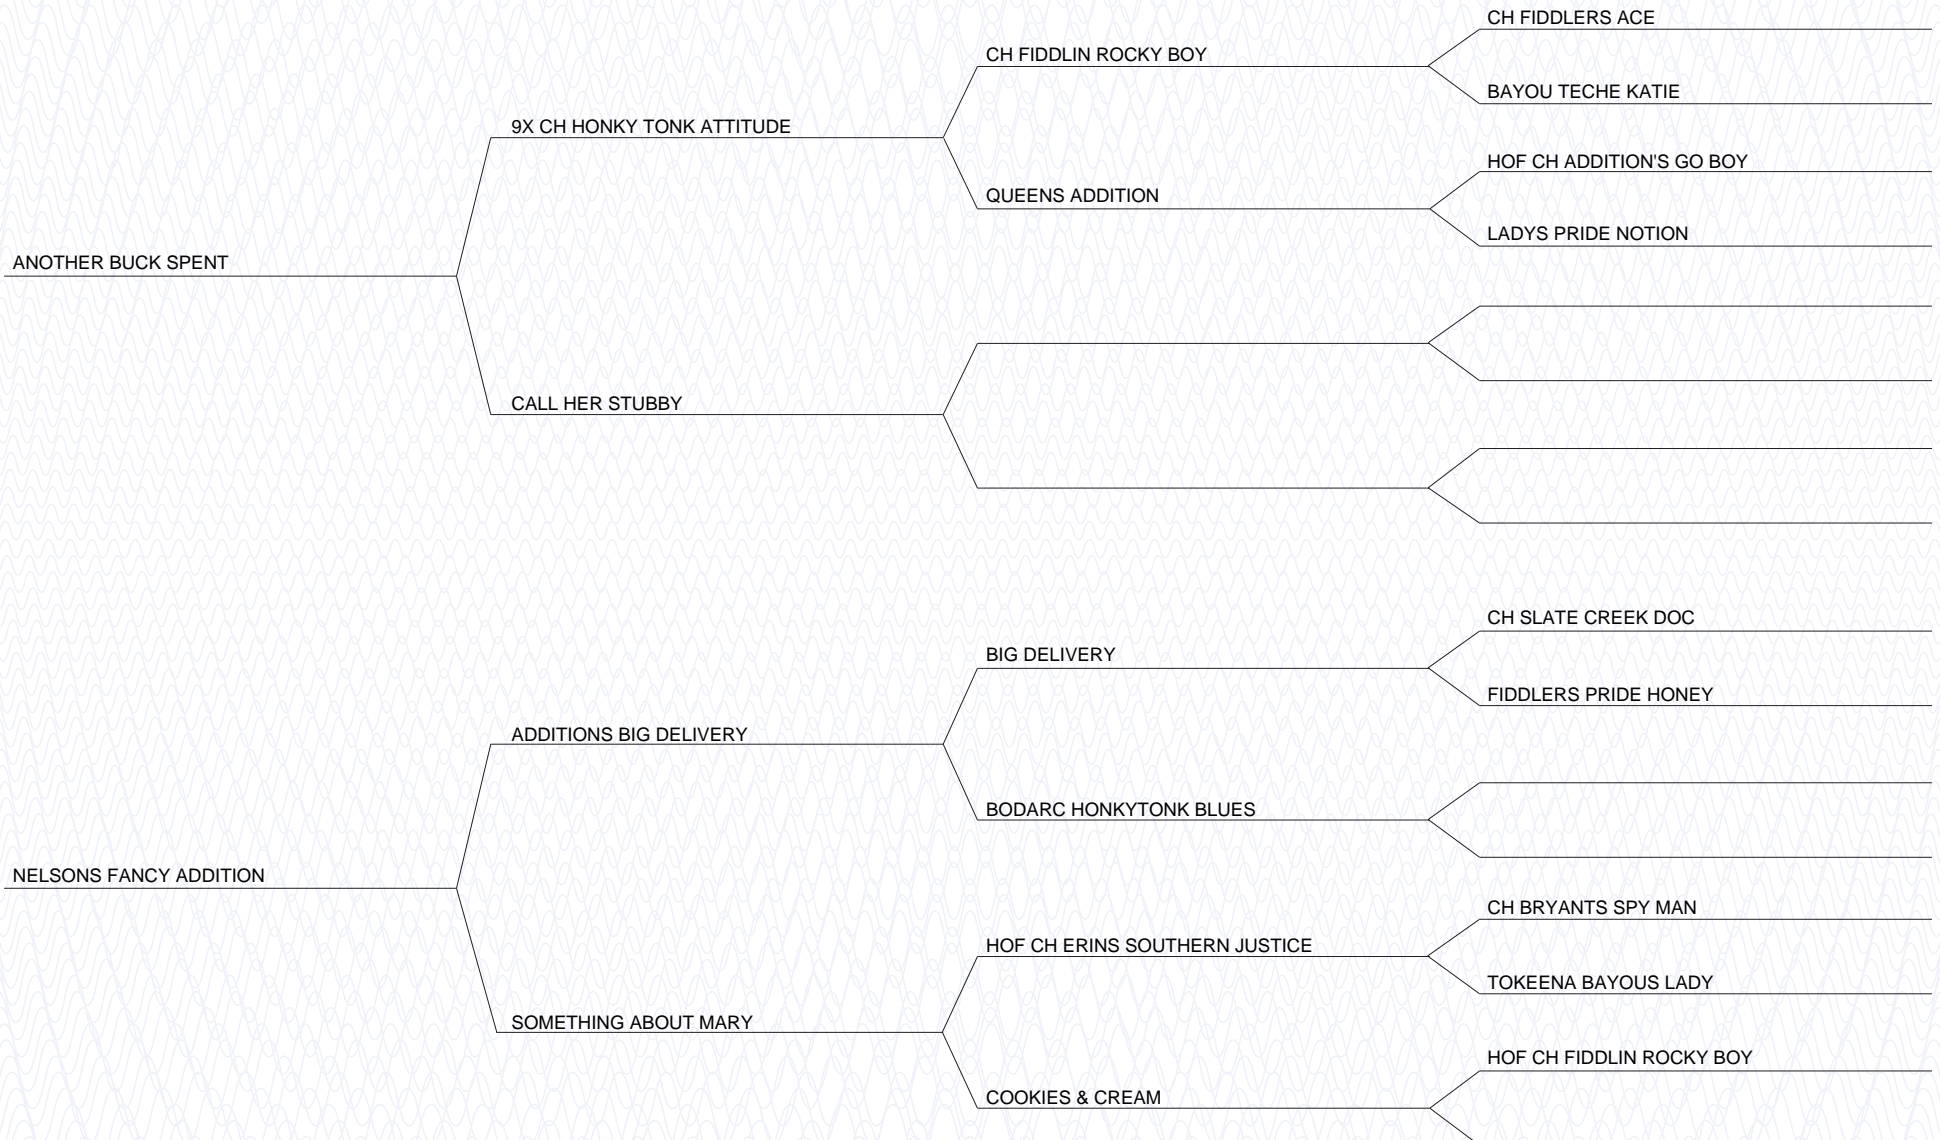 CH FIDDLERS ACE
CH FIDDLIN ROCKY BOY
BAYOU TECHE KATIE
9X CH HONKY TONK ATTITUDE
HOF CH ADDITION'S GO BOY
QUEENS ADDITION
LADYS PRIDE NOTION
ANOTHER BUCK SPENT
CALL HER STUBBY
CH SLATE CREEK DOC
BIG DELIVERY
FIDDLERS PRIDE HONEY
ADDITIONS BIG DELIVERY
BODARC HONKYTONK BLUES
NELSONS FANCY ADDITION
CH BRYANTS SPY MAN
HOF CH ERINS SOUTHERN JUSTICE
TOKEENA BAYOUS LADY
SOMETHING ABOUT MARY
HOF CH FIDDLIN ROCKY BOY
COOKIES & CREAM